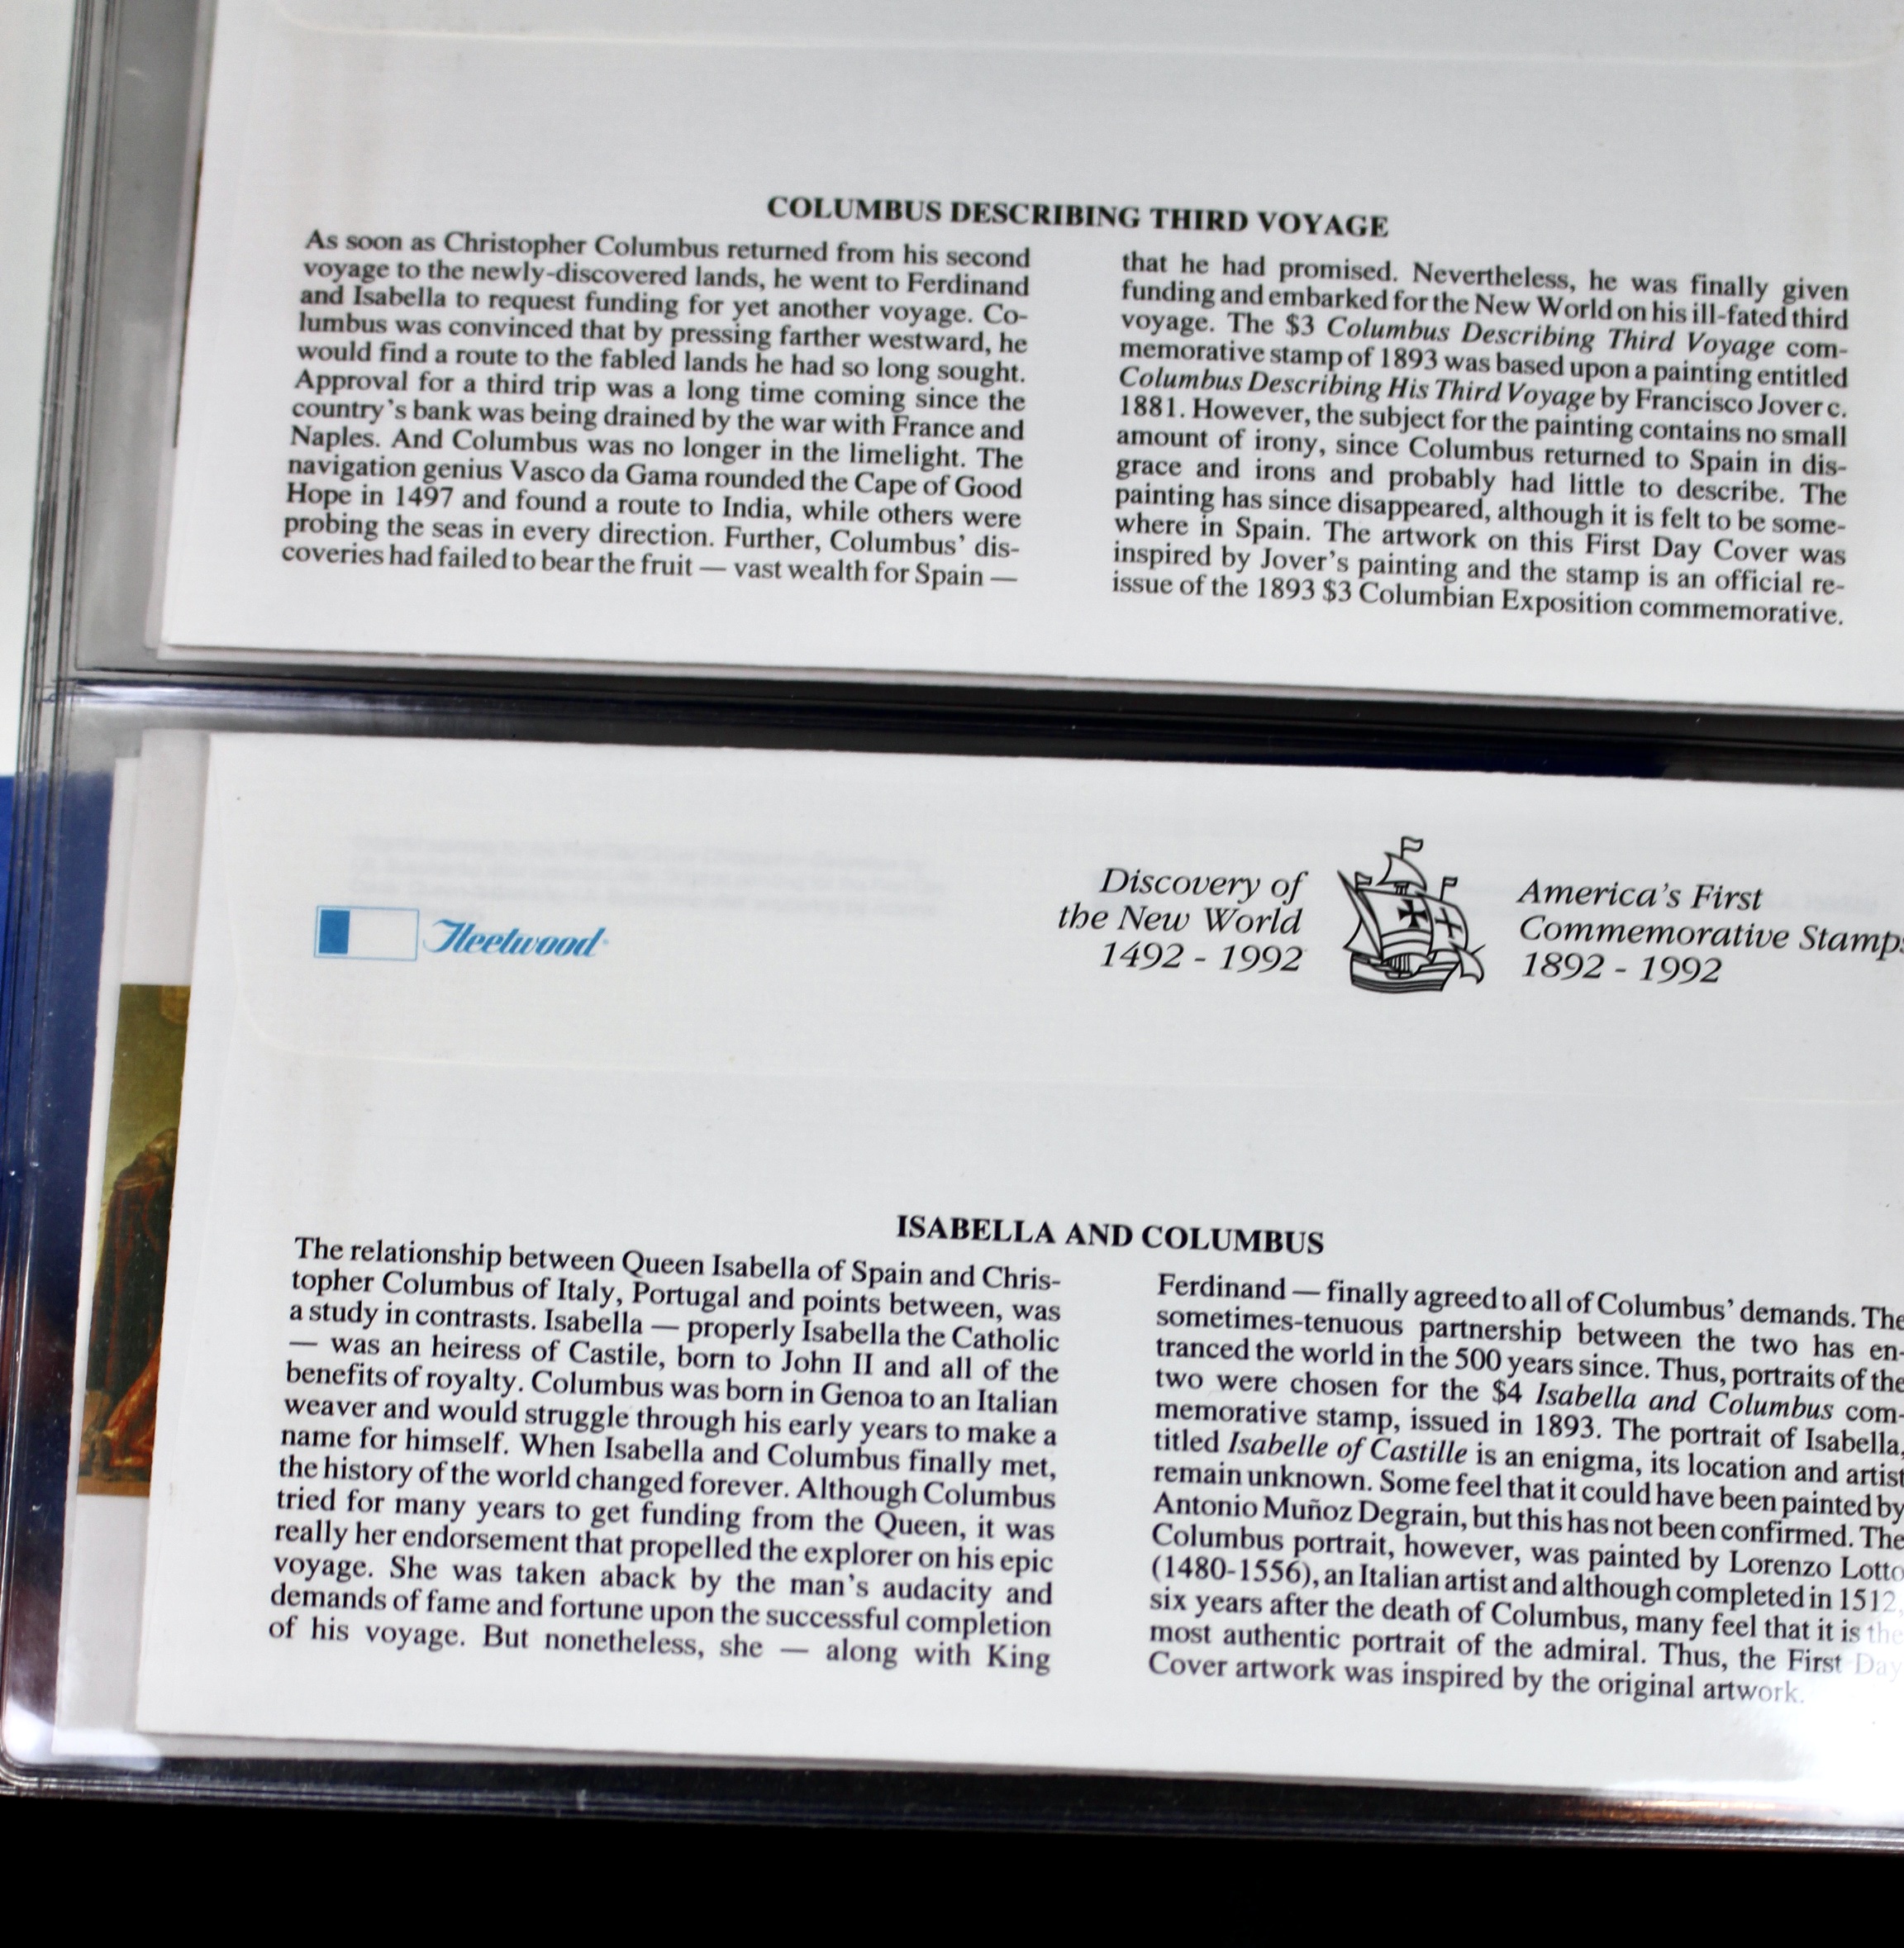 COLUMBUS DESCRIBING THIRD VOYAGE
As soon as Christopher Columbus returned from his second
voyage to the newly-discovered lands, he went to Ferdinand
and Isabella to request funding for yet another voyage. Co-
lumbus was convinced that by pressing farther westward, he
would find a route to the fabled lands he had so long sought.
Approval for a third trip was a long time coming since the
country's bank was being drained by the war with France and
Naples. And Columbus was no longer in the limelight. The
navigation genius Vasco da Gama rounded the Cape of Good
Hope in 1497 and found a route to India, while others were
probing the seas in every direction. Further, Columbus' dis-
coveries had failed to bear the fruit — vast wealth for Spain —
that he had promised. Nevertheless, he was finally given
funding and embarked for the New World on his ill-fated third
voyage. The $3 Columbus Describing Third Voyage com-
memorative stamp of 1893 was based upon a painting entitled
Columbus Describing His Third Voyage by Francisco Jover c.
1881. However, the subject for the painting contains no small
amount of irony, since Columbus returned to Spain in dis-
grace and irons and probably had little to describe. The
painting has since disappeared, although it is felt to be some-
where in Spain. The artwork on this First Day Cover was
inspired by Jover's painting and the stamp is an official re-
issue of the 1893 $3 Columbian Exposition commemorative.
Fleetwood
Discovery of
the New World
1492 - 1992
America's First
Commemorative Stamps
1892 - 1992
ISABELLA AND COLUMBUS
The relationship between Queen Isabella of Spain and Chris-
topher Columbus of Italy, Portugal and points between, was
a study in contrasts. Isabella — properly Isabella the Catholic
— was an heiress of Castile, born to John II and all of the
benefits of royalty. Columbus was born in Genoa to an Italian
weaver and would struggle through his early years to make a
name for himself. When Isabella and Columbus finally met,
the history of the world changed forever. Although Columbus
tried for many years to get funding from the Queen, it was
really her endorsement that propelled the explorer on his epic
voyage. She was taken aback by the man's audacity and
demands of fame and fortune upon the successful completion
of his voyage. But nonetheless, she — along with King
Ferdinand — finally agreed to all of Columbus' demands. The
sometimes-tenuous partnership between the two has en-
tranced the world in the 500 years since. Thus, portraits of the
two were chosen for the $4 Isabella and Columbus com-
memorative stamp, issued in 1893. The portrait of Isabella,
titled Isabelle of Castille is an enigma, its location and artist
remain unknown. Some feel that it could have been painted by
Antonio Muñoz Degrain, but this has not been confirmed. The
Columbus portrait, however, was painted by Lorenzo Lotto
(1480-1556), an Italian artist and although completed in 1512,
six years after the death of Columbus, many feel that it is the
most authentic portrait of the admiral. Thus, the First Day
Cover artwork was inspired by the original artwork.